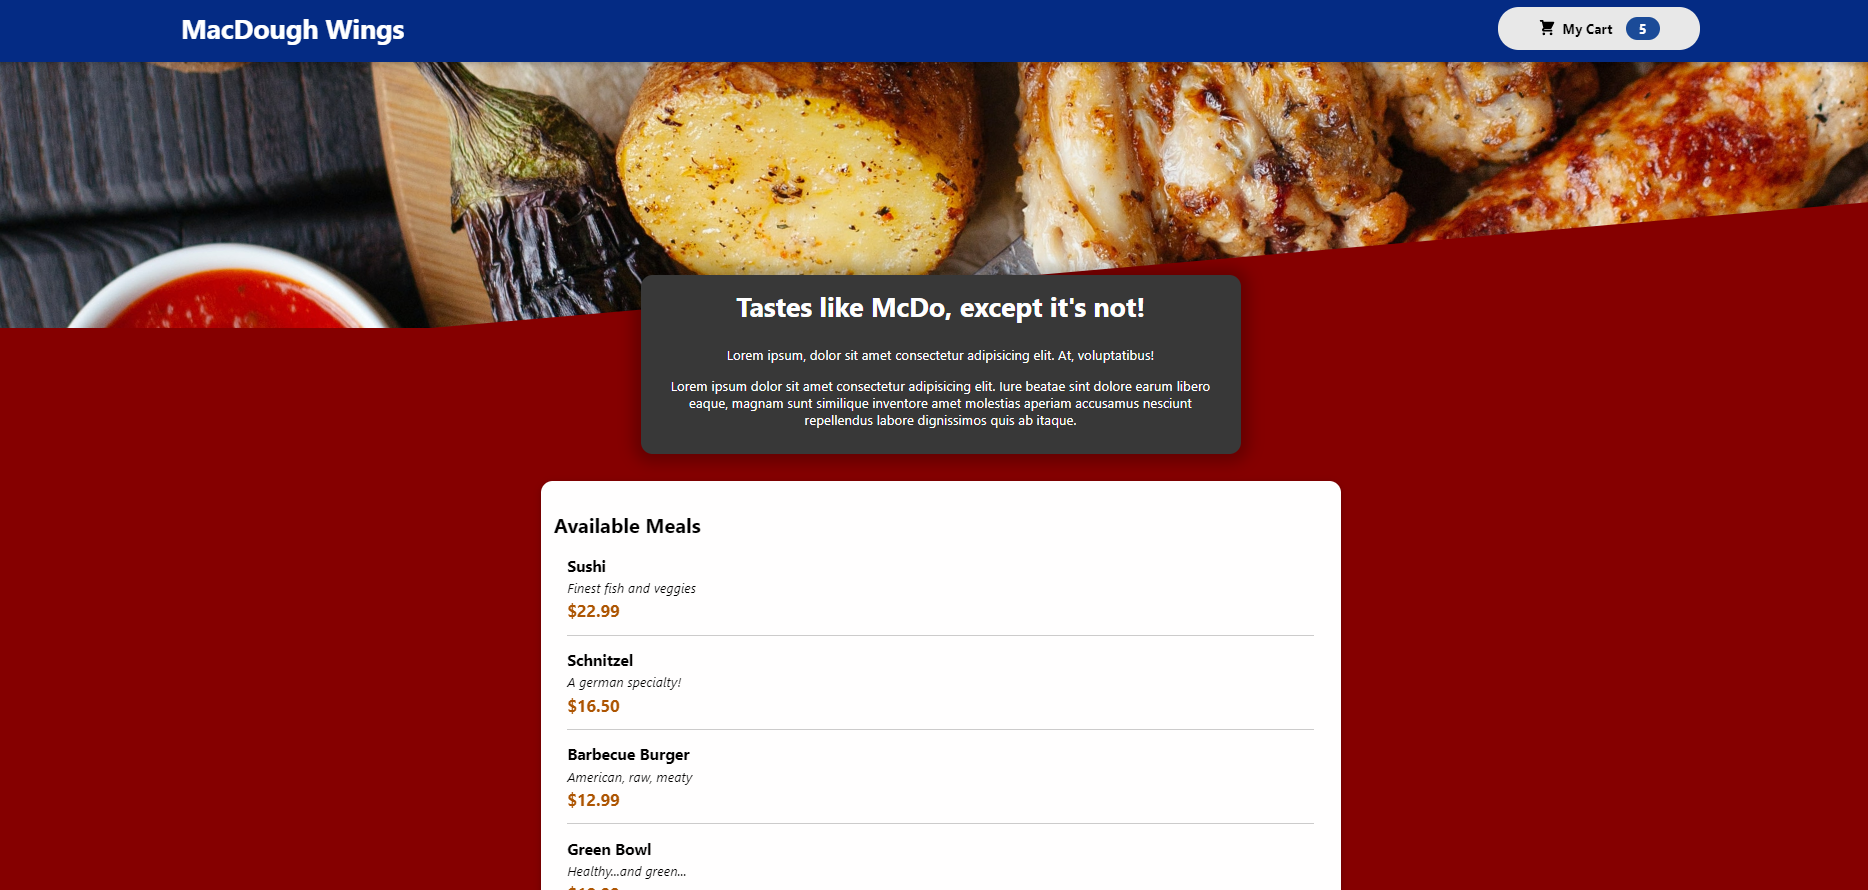 MacDough Wings
My Cart 5
Tastes like McDo, except it's not!
Lorem ipsum, dolor sit amet consectetur adipisicing elit. At, voluptatibus!
Lorem ipsum dolor sit amet consectetur adipisicing elit. Iure beatae sint dolore earum libero
eaque, magnam sunt similique inventore amet molestias aperiam accusamus nesciunt
repellendus labore dignissimos quis ab itaque.
Available Meals
Sushi
Finest fish and veggies
$22.99
Schnitzel
A german specialty!
$16.50
Barbecue Burger
American, raw, meaty
$12.99
Green Bowl
Healthy...and green...